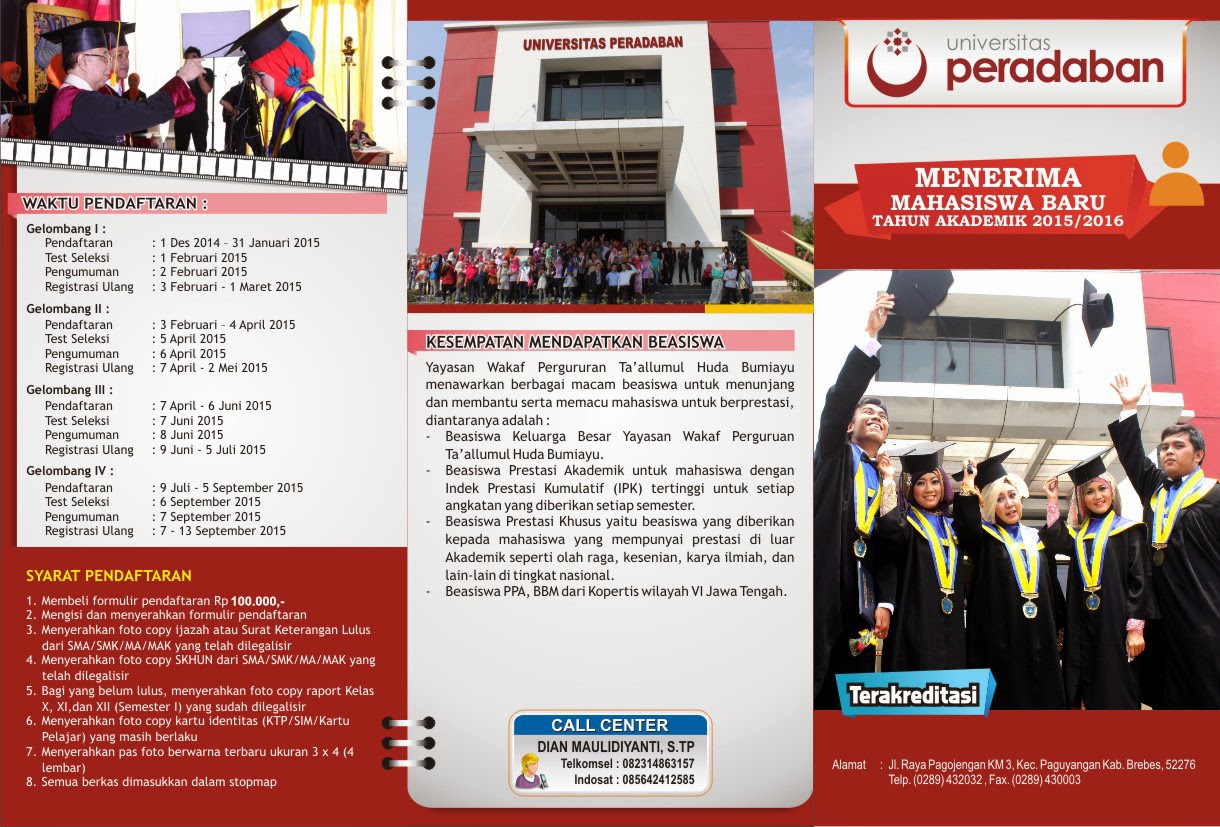 WAKTU PENDAFTARAN :
Gelombang I :
Pendaftaran : 1 Des 2014 – 31 Januari 2015
Test Seleksi : 1 Februari 2015
Pengumuman : 2 Februari 2015
Registrasi Ulang : 3 Februari - 1 Maret 2015
Gelombang II :
Pendaftaran : 3 Februari – 4 April 2015
Test Seleksi : 5 April 2015
Pengumuman : 6 April 2015
Registrasi Ulang : 7 April - 2 Mei 2015
Gelombang III :
Pendaftaran : 7 April - 6 Juni 2015
Test Seleksi : 7 Juni 2015
Pengumuman : 8 Juni 2015
Registrasi Ulang : 9 Juni - 5 Juli 2015
Gelombang IV :
Pendaftaran : 9 Juli - 5 September 2015
Test Seleksi : 6 September 2015
Pengumuman : 7 September 2015
Registrasi Ulang : 7 - 13 September 2015
SYARAT PENDAFTARAN
1. Membeli formulir pendaftaran Rp 100.000,-
2. Mengisi dan menyerahkan formulir pendaftaran
3. Menyerahkan foto copy ijazah atau Surat Keterangan Lulus
dari SMA/SMK/MA/MAK yang telah dilegalisir
4. Menyerahkan foto copy SKHUN dari SMA/SMK/MA/MAK yang
telah dilegalisir
5. Bagi yang belum lulus, menyerahkan foto copy raport Kelas
X, XI,dan XII (Semester I) yang sudah dilegalisir
6. Menyerahkan foto copy kartu identitas (KTP/SIM/Kartu
Pelajar) yang masih berlaku
7. Menyerahkan pas foto berwarna terbaru ukuran 3 x 4 (4
lembar)
8. Semua berkas dimasukkan dalam stopmap
UNIVERSITAS PERADABAN
KESEMPATAN MENDAPATKAN BEASISWA
Yayasan Wakaf Pergururan Ta'allumul Huda Bumiayu
menawarkan berbagai macam beasiswa untuk menunjang
dan membantu serta memacu mahasiswa untuk berprestasi,
diantaranya adalah :
- Beasiswa Keluarga Besar Yayasan Wakaf Perguruan
Ta'allumul Huda Bumiayu.
- Beasiswa Prestasi Akademik untuk mahasiswa dengan
Indek Prestasi Kumulatif (IPK) tertinggi untuk setiap
angkatan yang diberikan setiap semester.
- Beasiswa Prestasi Khusus yaitu beasiswa yang diberikan
kepada mahasiswa yang mempunyai prestasi di luar
Akademik seperti olah raga, kesenian, karya ilmiah, dan
lain-lain di tingkat nasional.
- Beasiswa PPA, BBM dari Kopertis wilayah VI Jawa Tengah.
CALL CENTER
DIAN MAULIDIYANTI, S.TP
Telkomsel : 082314863157
Indosat : 085642412585
universitas
peradaban
MENERIMA
MAHASISWA BARU
TAHUN AKADEMIK 2015/2016
Terakreditasi
Alamat : Jl. Raya Pagojengan KM 3, Kec. Paguyangan Kab. Brebes, 52276
Telp. (0289) 432032 , Fax. (0289) 430003